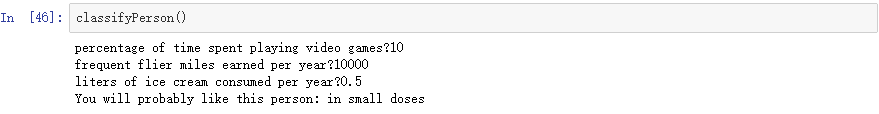 In [46]: classifyPerson()
percentage of time spent playing video games?10
frequent flier miles earned per year?10000
liters of ice cream consumed per year?0.5
You will probably like this person: in small doses